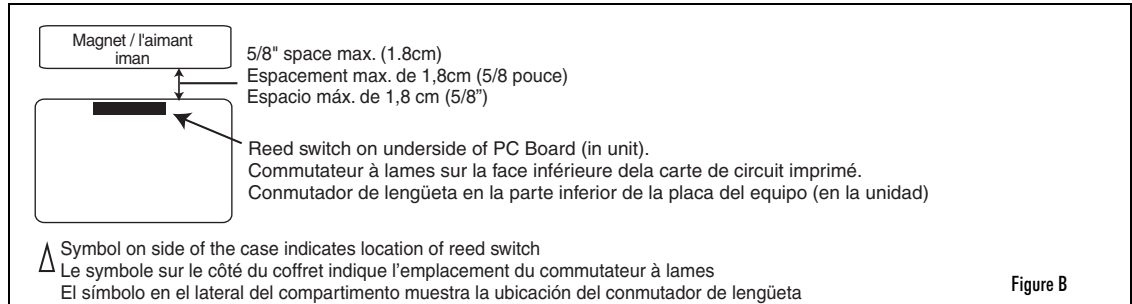 Magnet / l'aimant
iman
5/8" space max. (1.8cm)
Espacement max. de 1,8cm (5/8 pouce)
Espacio máx. de 1,8 cm (5/8”)
Reed switch on underside of PC Board (in unit).
Commutateur à lames sur la face inférieure dela carte de circuit imprimé.
Conmutador de lengüeta en la parte inferior de la placa del equipo (en la unidad)
Symbol on side of the case indicates location of reed switch
Le symbole sur le côté du coffret indique l’emplacement du commutateur à lames
El símbolo en el lateral del compartimento muestra la ubicación del conmutador de lengüeta
Figure B